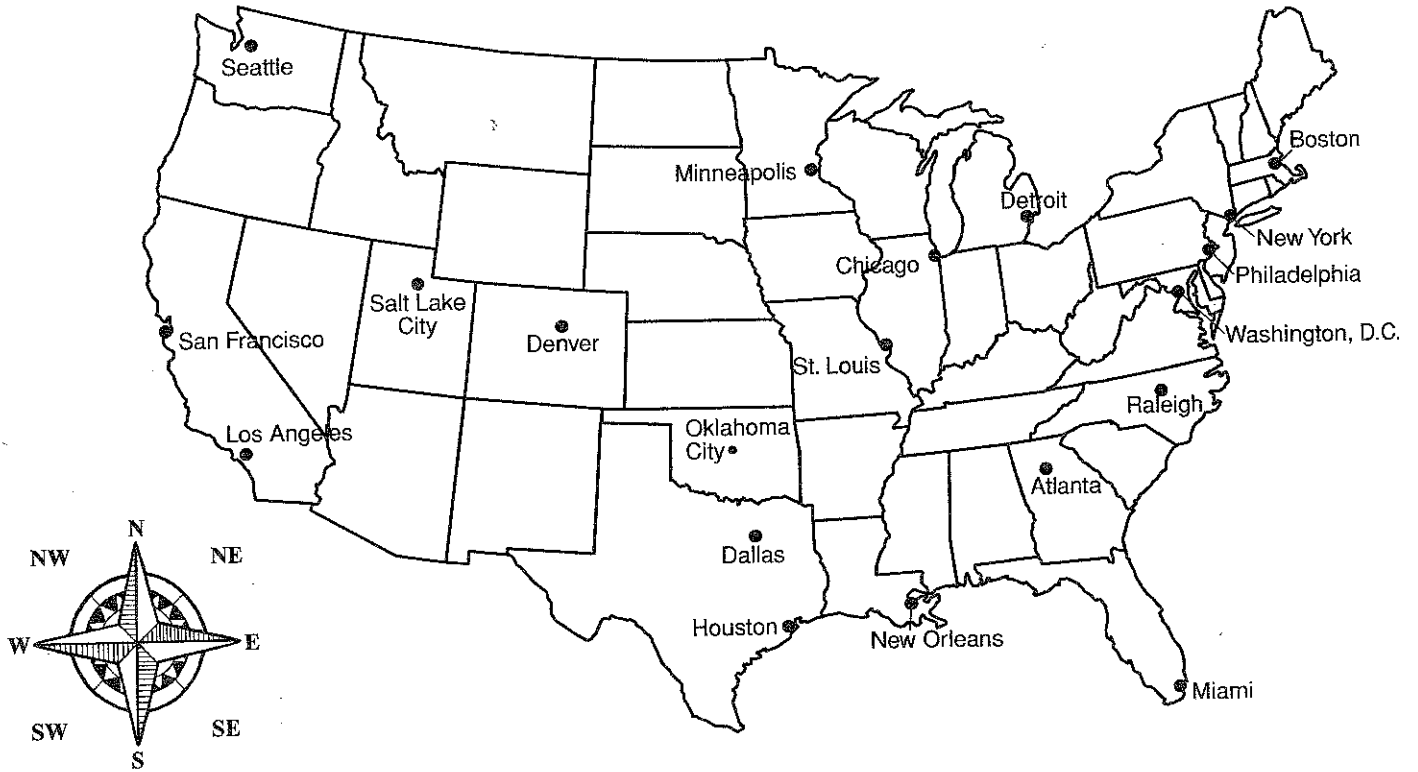 Seattle
Minneapolis
Boston
Detroit
New York
Chicago
Philadelphia
Salt Lake
City
San Francisco
Denver
Washington, D.C.
St. Louis
Raleigh
Los Angeles
Oklahoma
City
Atlanta
Dallas
Houston
New Orleans
Miami
N
NW NE
W E
SW SE
S